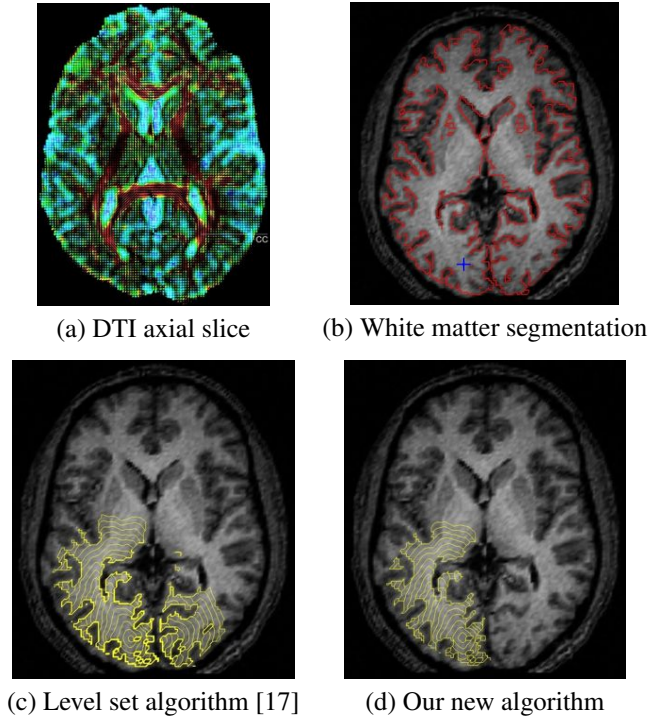 CC
(a) DTI axial slice
(b) White matter segmentation
(c) Level set algorithm [17]
(d) Our new algorithm